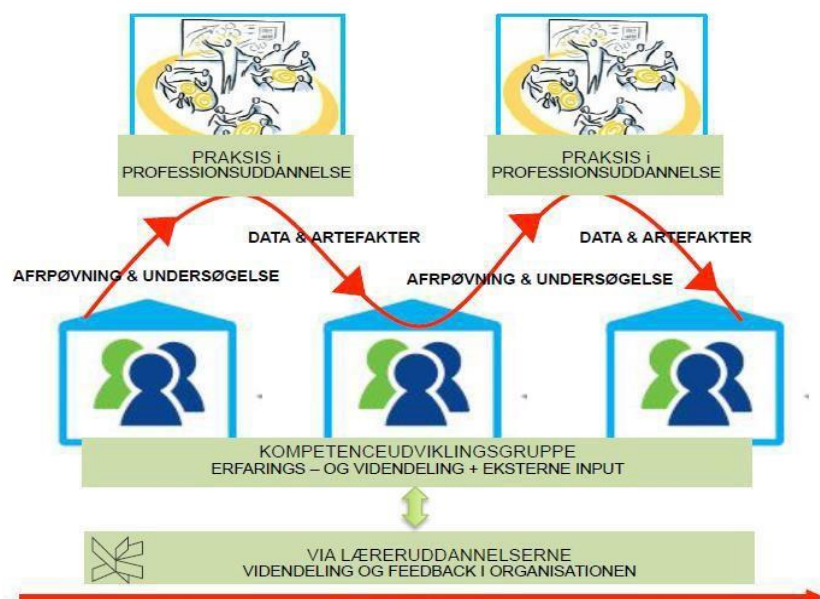 PRAKSIS i
PROFESSIONSUDDANNELSE
PRAKSIS i
PROFESSIONSUDDANNELSE
DATA & ARTEFAKTER
DATA & ARTEFAKTER
AFRPØVNING & UNDERSØGELSE
AFRPØVNING & UNDERSØGELSE
KOMPETENCEUDVIKLINGSGRUPPE
ERFARINGS – OG VIDENDELING + EKSTERNE INPUT
VIA LÆRERUDDANNELSERNE
VIDENDELING OG FEEDBACK I ORGANISATIONEN